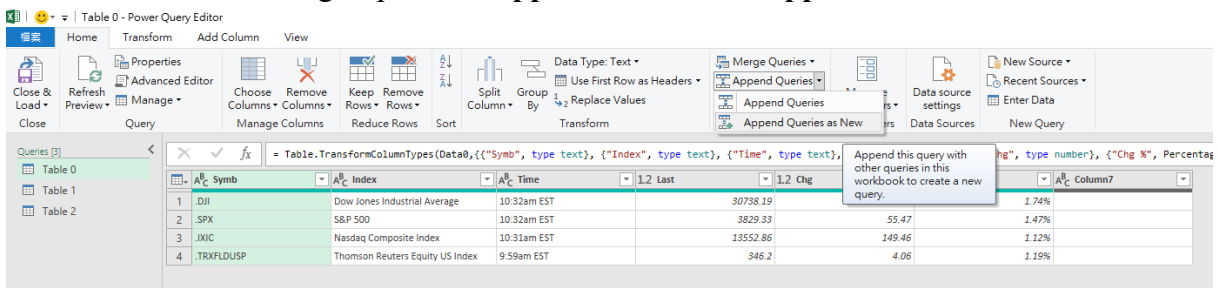 Table 0 - Power Query Editor
檔案 Home Transform Add Column View
Close & Load
Refresh Preview
Properties
Advanced Editor
Manage
Choose Columns
Remove Columns
Keep Rows
Remove Rows
Split Column
Group By
Data Type: Text
Use First Row as Headers
Replace Values
Merge Queries
Append Queries
Append Queries
Append Queries as New
Data source settings
New Source
Recent Sources
Enter Data
Close Query Manage Columns Reduce Rows Sort Transform Data Sources New Query
Queries [3]
Table 0
Table 1
Table 2
fx = Table.TransformColumnTypes(Data0,{{"Symb", type text}, {"Index", type text}, {"Time", type text},
hg", type number}, {"Chg %", Percentag
Append this query with
other queries in this
workbook to create a new
query.
ABC Symb ABC Index ABC Time 1.2 Last 1.2 Chg ABC Column7
1 .DJI Dow Jones Industrial Average 10:32am EST 30738.19 1.74%
2 .SPX S&P 500 10:32am EST 3829.33 55.47 1.47%
3 .IXIC Nasdaq Composite Index 10:31am EST 13552.86 149.46 1.12%
4 .TRXFLDUSP Thomson Reuters Equity US Index 9:59am EST 346.2 4.06 1.19%